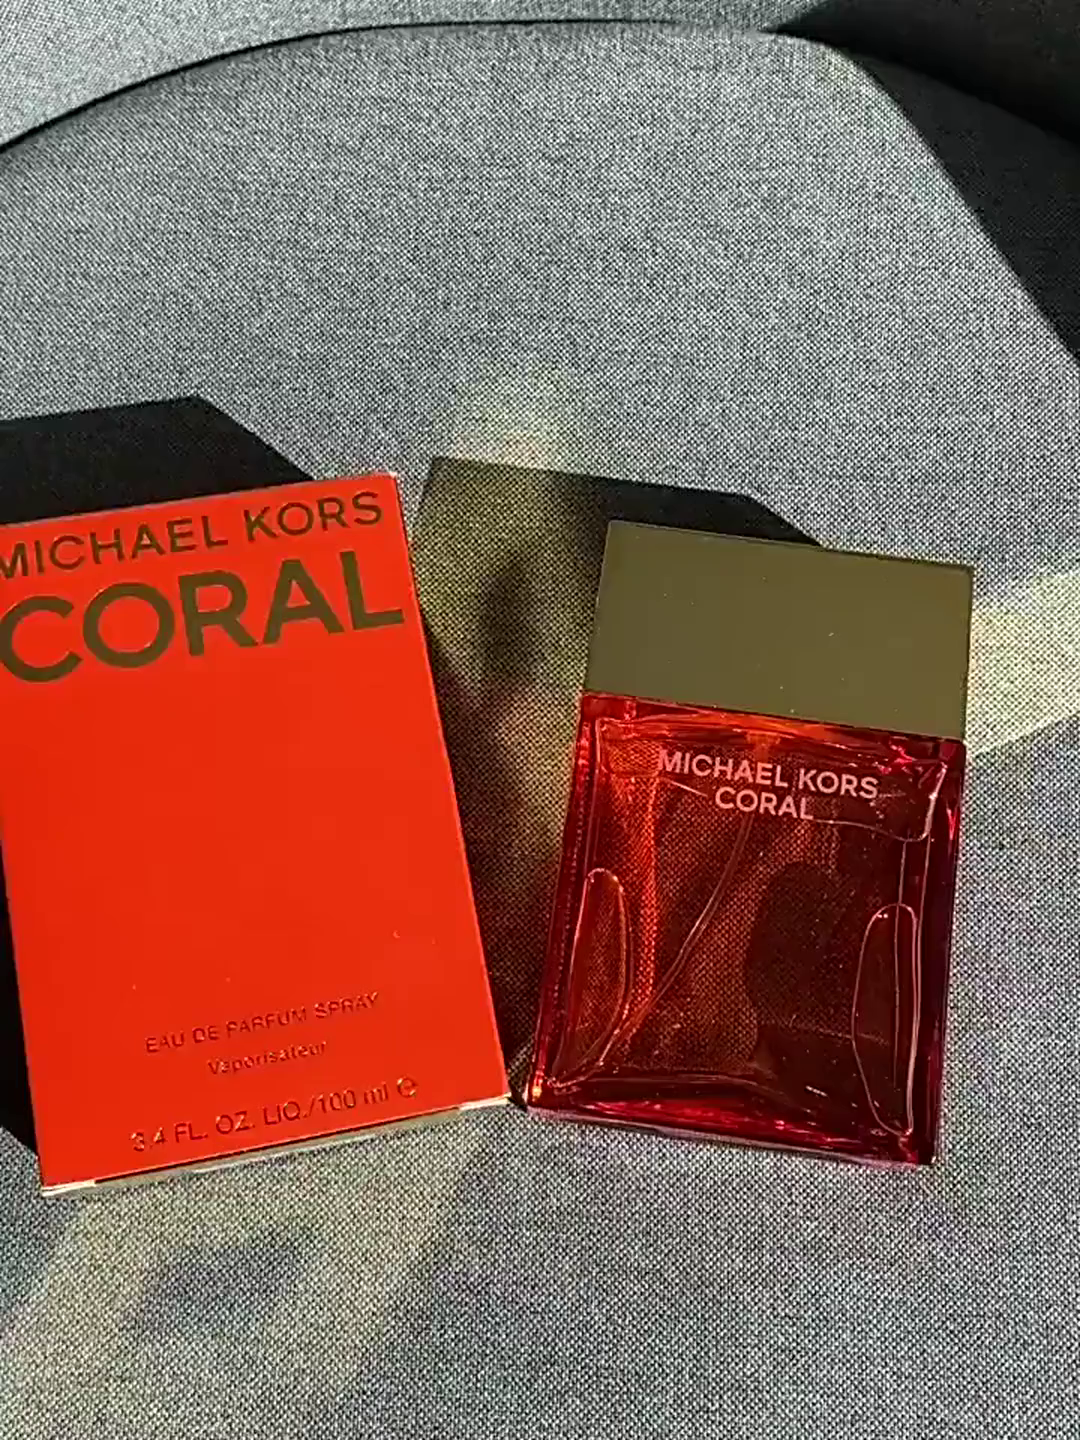 MICHAEL KORS
CORAL
EAU DE PARFUM SPRAY
Vaporisateur
3.4 FL. OZ. LIQ./100 ml ℮
MICHAEL KORS
CORAL